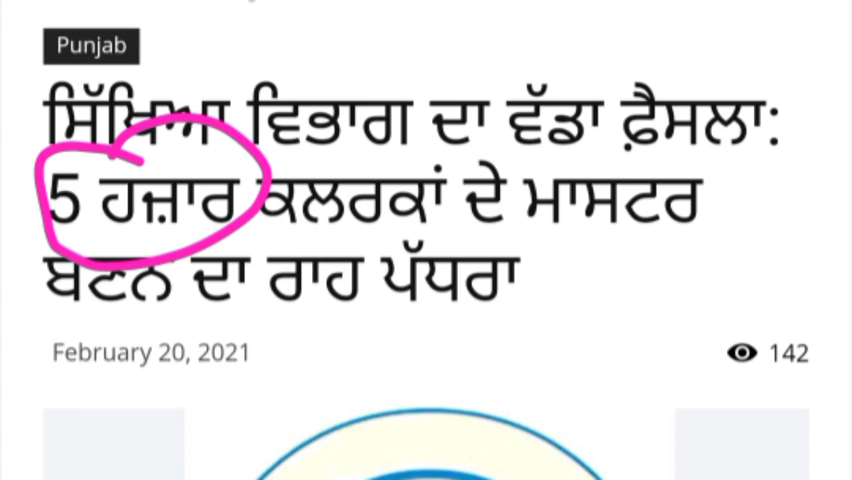 Punjab
ਸਿੱਖਿਆ ਵਿਭਾਗ ਦਾ ਵੱਡਾ ਫ਼ੈਸਲਾ:
5 ਹਜ਼ਾਰ ਕਲਰਕਾਂ ਦੇ ਮਾਸਟਰ
ਬਣਨ ਦਾ ਰਾਹ ਪੱਧਰਾ
February 20, 2021 142